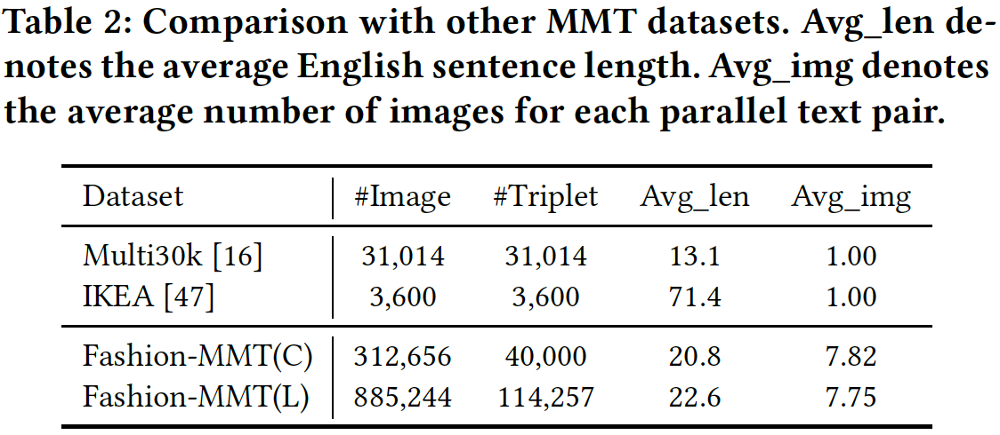 Table 2: Comparison with other MMT datasets. Avg_len de-
notes the average English sentence length. Avg_img denotes
the average number of images for each parallel text pair.
Dataset #Image #Triplet Avg_len Avg_img
Multi30k [16] 31,014 31,014 13.1 1.00
IKEA [47] 3,600 3,600 71.4 1.00
Fashion-MMT(C) 312,656 40,000 20.8 7.82
Fashion-MMT(L) 885,244 114,257 22.6 7.75